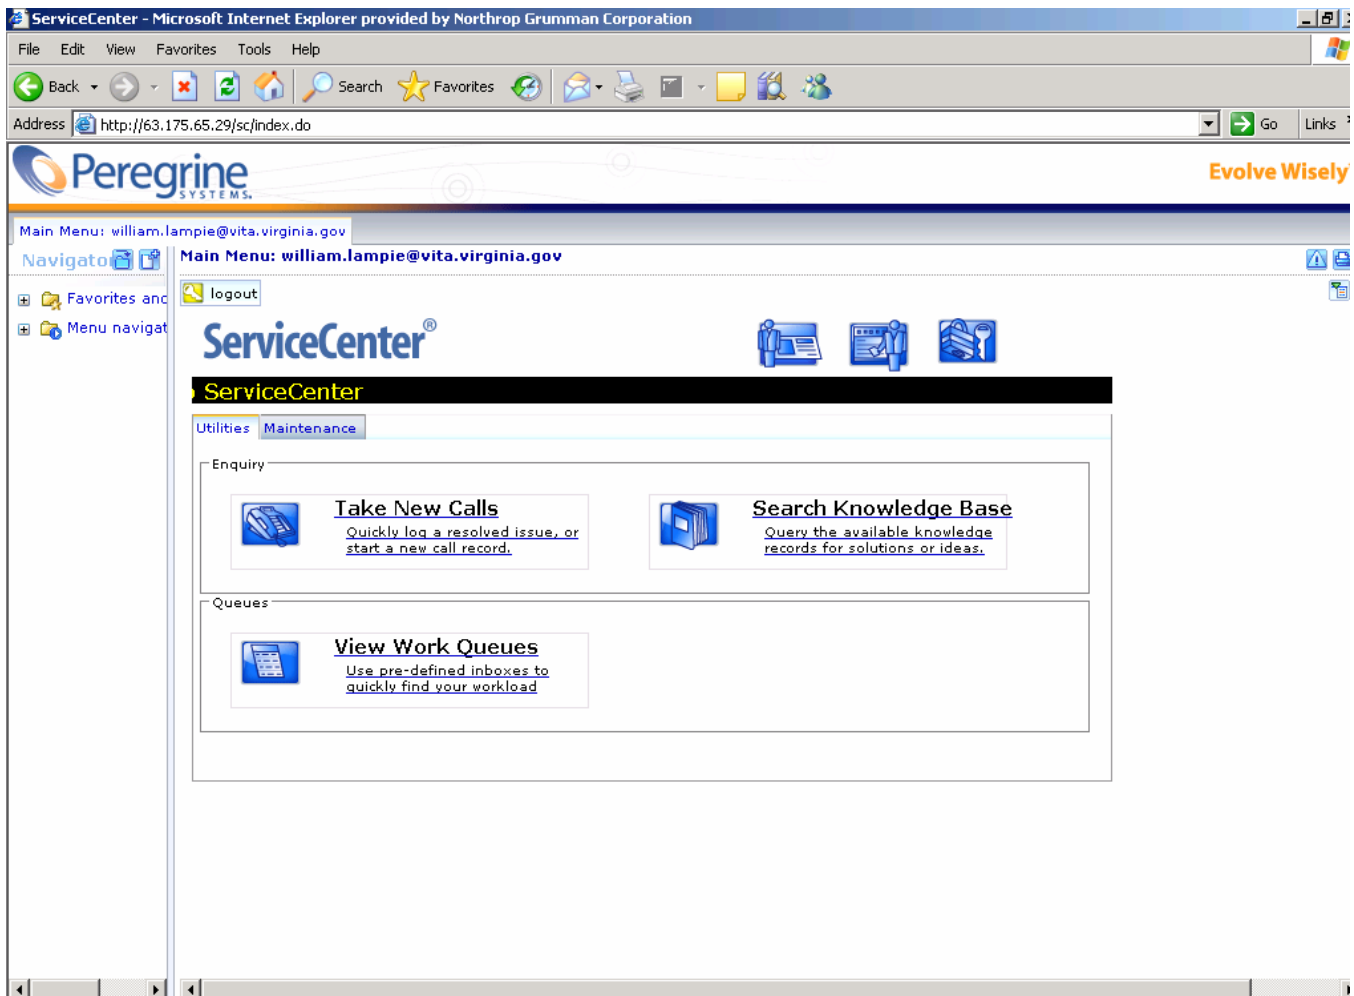 ServiceCenter - Microsoft Internet Explorer provided by Northrop Grumman Corporation
File Edit View Favorites Tools Help
Back Search Favorites
Address http://63.175.65.29/sc/index.do Go Links
Peregrine
SYSTEMS.
Evolve Wisely
Main Menu: william.lampie@vita.virginia.gov
Navigato
Main Menu: william.lampie@vita.virginia.gov
Favorites and
logout
Menu navigat
ServiceCenter®
ServiceCenter
Utilities Maintenance
Enquiry
Take New Calls
Quickly log a resolved issue, or
start a new call record.
Search Knowledge Base
Query the available knowledge
records for solutions or ideas.
Queues
View Work Queues
Use pre-defined inboxes to
quickly find your workload